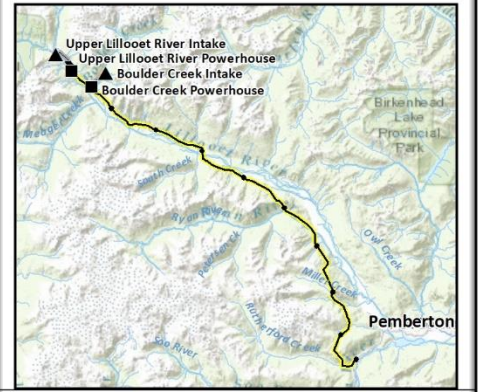 Upper Lillooet River Intake
Upper Lillooet River Powerhouse
Boulder Creek Intake
Boulder Creek Powerhouse
Birkenhead
Lake
Provincial
Park
Meager Creek
Lillooet River
South Creek
Ryan River
Owl Creek
Miller Creek
Pemberton
Rutherford Creek
Soo River